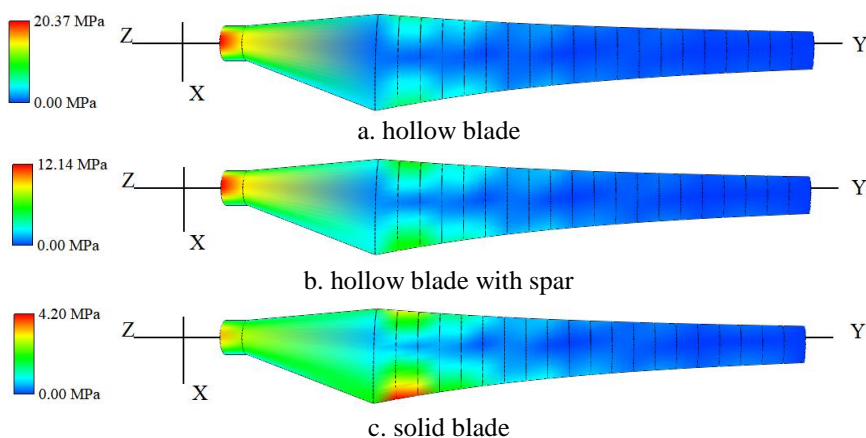 20.37 MPa
0.00 MPa
Z
X
Y
a. hollow blade
12.14 MPa
0.00 MPa
Z
X
Y
b. hollow blade with spar
4.20 MPa
0.00 MPa
Z
X
Y
c. solid blade